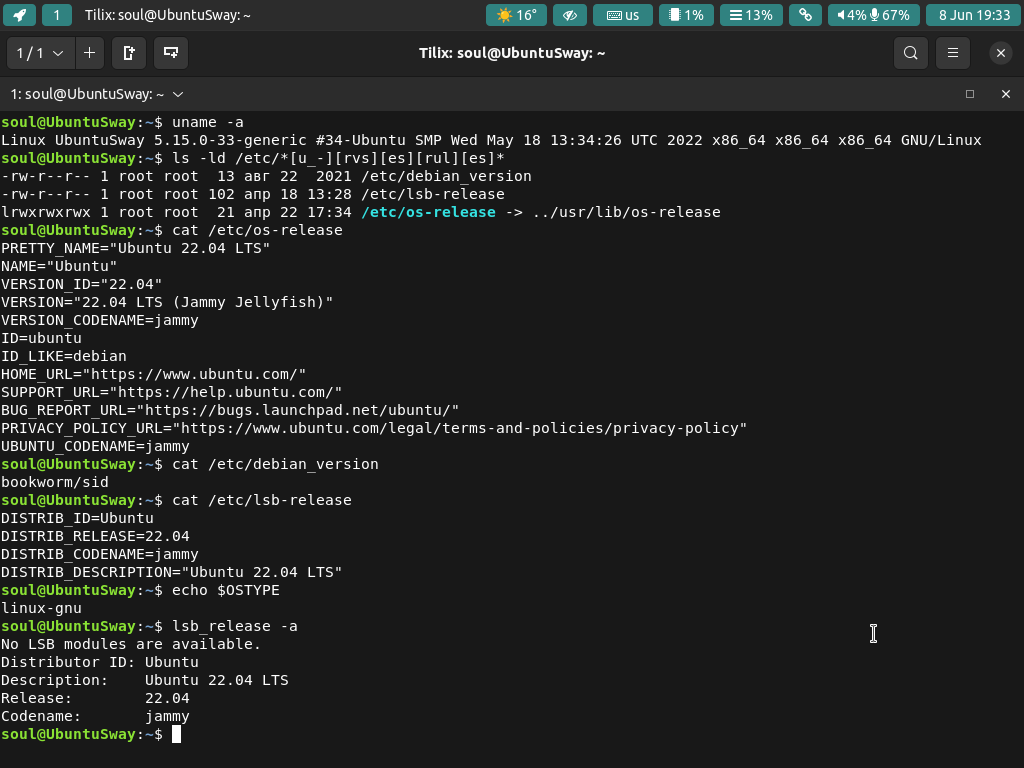 1 Tilix: soul@UbuntuSway: ~ 16° us 1% 13% 4% 67% 8 Jun 19:33
1 / 1 Tilix: soul@UbuntuSway: ~
1: soul@UbuntuSway: ~
soul@UbuntuSway:~$ uname -a
Linux UbuntuSway 5.15.0-33-generic #34-Ubuntu SMP Wed May 18 13:34:26 UTC 2022 x86_64 x86_64 x86_64 GNU/Linux
soul@UbuntuSway:~$ ls -ld /etc/*[u_-][rvs][es][rul][es]*
-rw-r--r-- 1 root root  13 авг 22  2021 /etc/debian_version
-rw-r--r-- 1 root root 102 апр 18 13:28 /etc/lsb-release
lrwxrwxrwx 1 root root  21 апр 22 17:34 /etc/os-release -> ../usr/lib/os-release
soul@UbuntuSway:~$ cat /etc/os-release
PRETTY_NAME="Ubuntu 22.04 LTS"
NAME="Ubuntu"
VERSION_ID="22.04"
VERSION="22.04 LTS (Jammy Jellyfish)"
VERSION_CODENAME=jammy
ID=ubuntu
ID_LIKE=debian
HOME_URL="https://www.ubuntu.com/"
SUPPORT_URL="https://help.ubuntu.com/"
BUG_REPORT_URL="https://bugs.launchpad.net/ubuntu/"
PRIVACY_POLICY_URL="https://www.ubuntu.com/legal/terms-and-policies/privacy-policy"
UBUNTU_CODENAME=jammy
soul@UbuntuSway:~$ cat /etc/debian_version
bookworm/sid
soul@UbuntuSway:~$ cat /etc/lsb-release
DISTRIB_ID=Ubuntu
DISTRIB_RELEASE=22.04
DISTRIB_CODENAME=jammy
DISTRIB_DESCRIPTION="Ubuntu 22.04 LTS"
soul@UbuntuSway:~$ echo $OSTYPE
linux-gnu
soul@UbuntuSway:~$ lsb_release -a
No LSB modules are available.
Distributor ID: Ubuntu
Description:    Ubuntu 22.04 LTS
Release:        22.04
Codename:       jammy
soul@UbuntuSway:~$